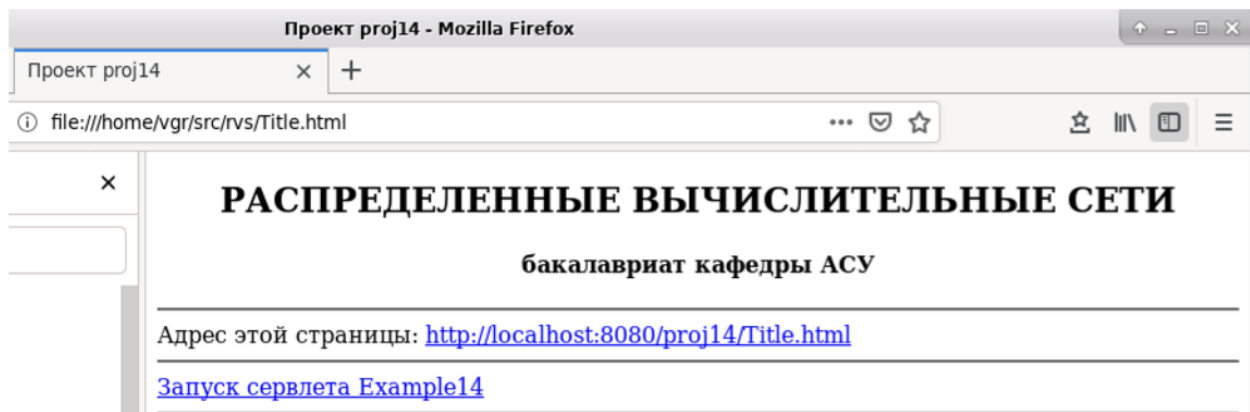 Проект proj14 - Mozilla Firefox
Проект proj14
file:///home/vgr/src/rvs/Title.html
РАСПРЕДЕЛЕННЫЕ ВЫЧИСЛИТЕЛЬНЫЕ СЕТИ
бакалавриат кафедры АСУ
Адрес этой страницы: http://localhost:8080/proj14/Title.html
Запуск сервлета Example14